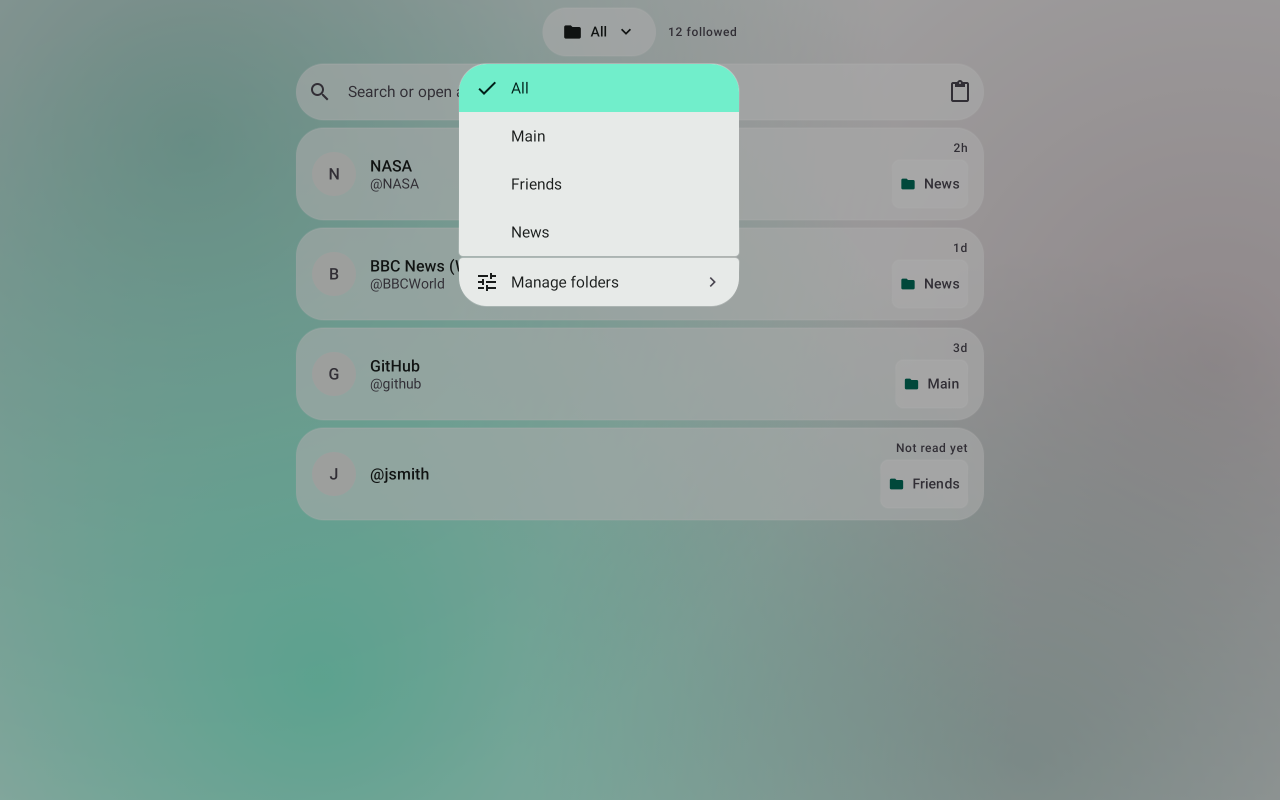 All
12 followed
Search or open
All
Main
Friends
News
Manage folders
N
NASA
@NASA
2h
News
B
BBC News
@BBCWorld
1d
News
G
GitHub
@github
3d
Main
J
@jsmith
Not read yet
Friends